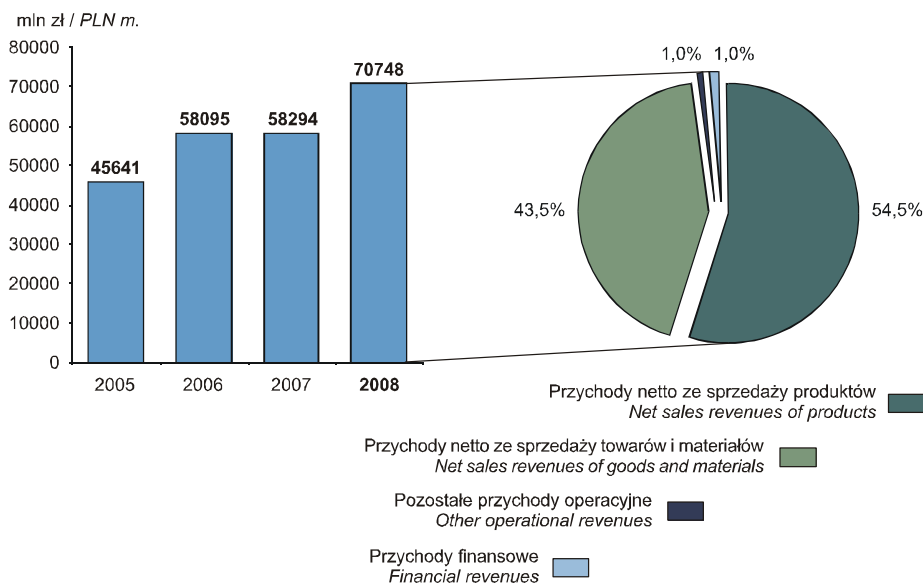 mln zł / PLN m.
80000
70000
60000
50000
40000
30000
20000
10000
0
45641
58095
58294
70748
2005
2006
2007
2008
1,0%
1,0%
43,5%
54,5%
Przychody netto ze sprzedaży produktów
Net sales revenues of products
Przychody netto ze sprzedaży towarów i materiałów
Net sales revenues of goods and materials
Pozostałe przychody operacyjne
Other operational revenues
Przychody finansowe
Financial revenues